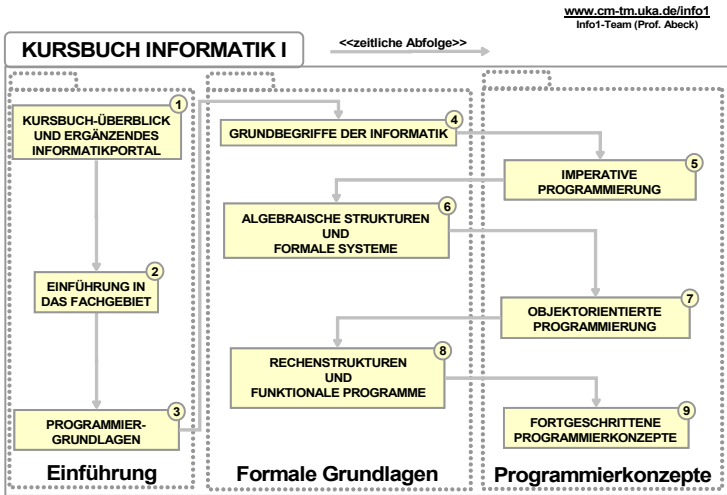 www.cm-tm.uka.de/info1
Info1-Team (Prof. Abeck)
KURSBUCH INFORMATIK I
<<zeitliche Abfolge>>
1
KURSBUCH-ÜBERBLICK
UND ERGÄNZENDES
INFORMATIKPORTAL
2
EINFÜHRUNG IN
DAS FACHGEBIET
3
PROGRAMMIER-
GRUNDLAGEN
Einführung
4
GRUNDBEGRIFFE DER INFORMATIK
6
ALGEBRAISCHE STRUKTUREN
UND
FORMALE SYSTEME
8
RECHENSTRUKTUREN
UND
FUNKTIONALE PROGRAMME
Formale Grundlagen
5
IMPERATIVE
PROGRAMMIERUNG
7
OBJEKTORIENTIERTE
PROGRAMMIERUNG
9
FORTGESCHRITTENE
PROGRAMMIERKONZEPTE
Programmierkonzepte